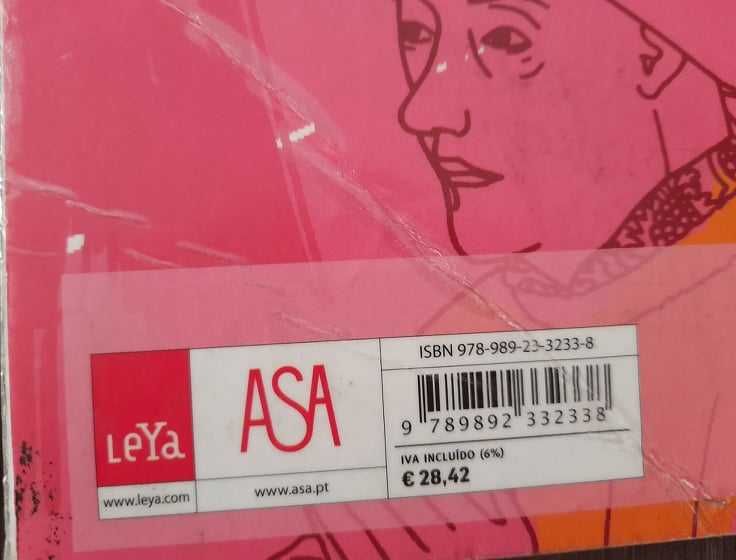 LeYa
www.leya.com
ASA
www.asa.pt
ISBN 978-989-23-3233-8
9 789892 332338
IVA INCLUÍDO (6%)
€ 28,42